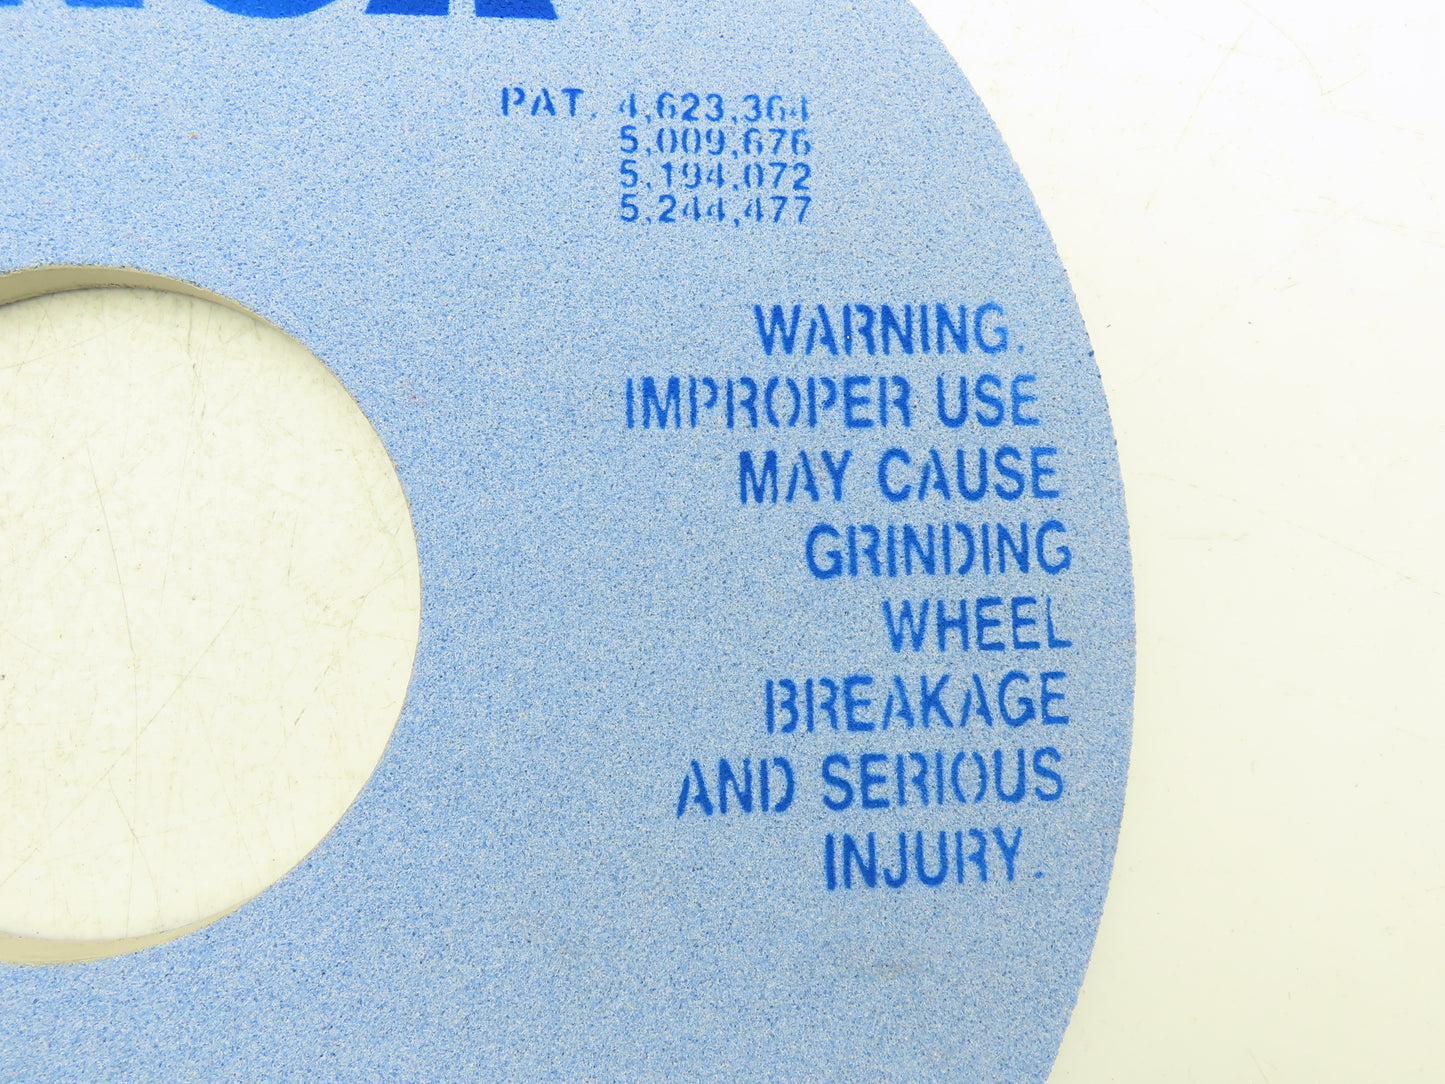 PAT. 4,623,364
5,009,676
5,194,072
5,244,477
WARNING.
IMPROPER USE
MAY CAUSE
GRINDING
WHEEL
BREAKAGE
AND SERIOUS
INJURY.